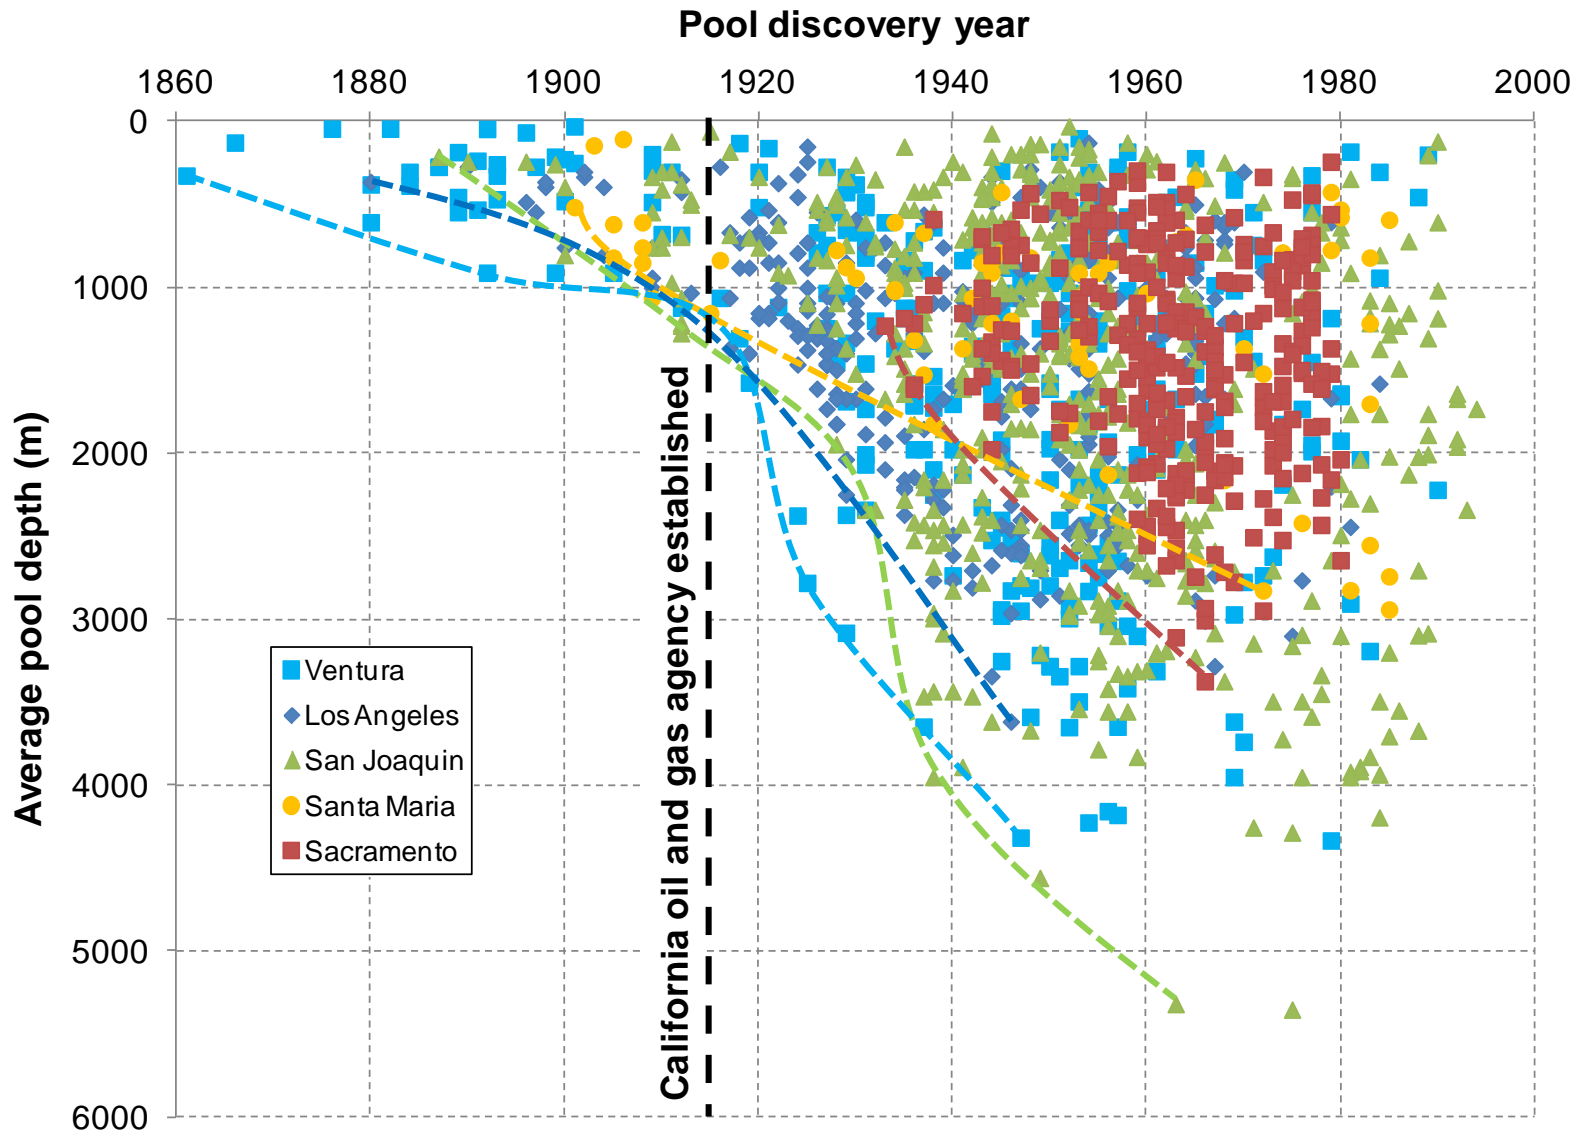 Pool discovery year
1860 1880 1900 1920 1940 1960 1980 2000
0
1000
2000
3000
4000
5000
6000
Average pool depth (m)
California oil and gas agency established
Ventura
Los Angeles
San Joaquin
Santa Maria
Sacramento